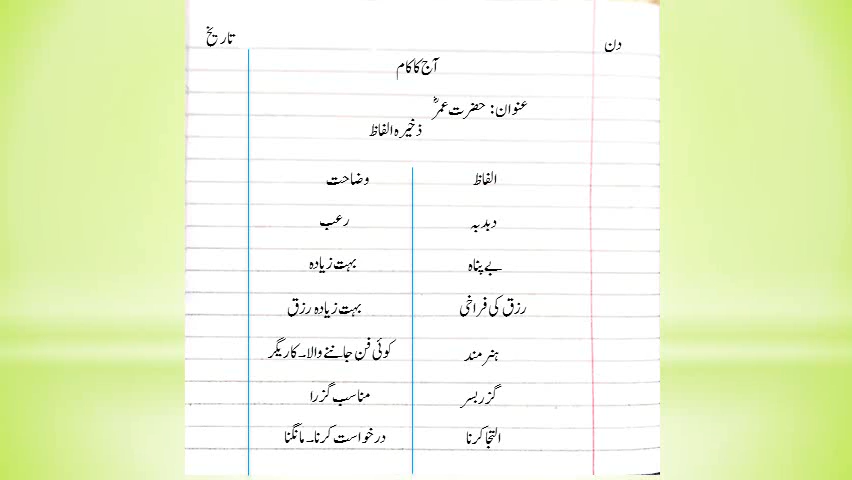 دن تاریخ
آج کا کام
عنوان: حضرت عمرؓ
ذخیرہ الفاظ
الفاظ وضاحت
دبدبہ رعب
بے پناہ بہت زیادہ
رزق کی فراخی بہت زیادہ رزق
ہنرمند کوئی فن جاننے والا۔کاریگر
گزر بسر مناسب گزرا
التجا کرنا درخواست کرنا۔مانگنا